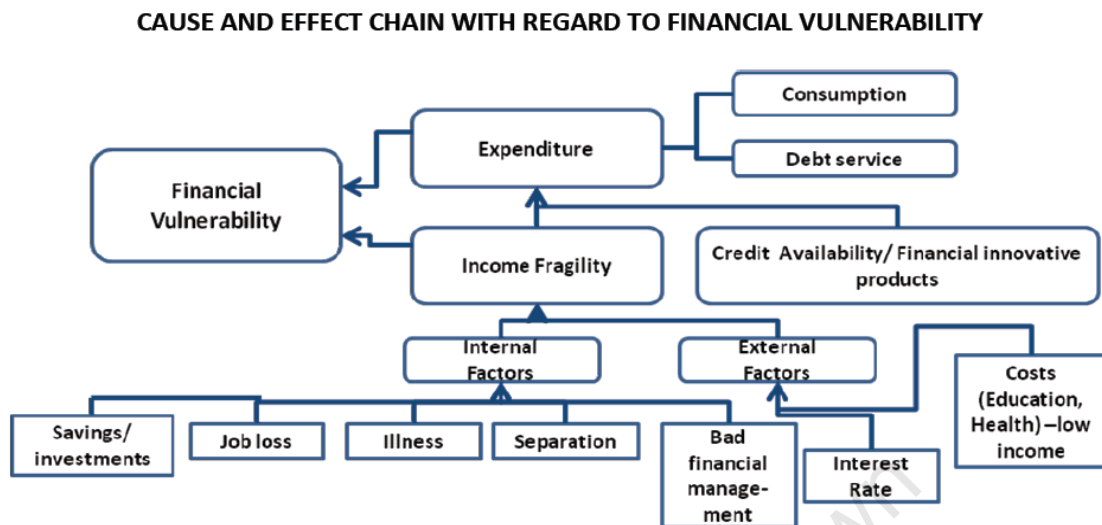 CAUSE AND EFFECT CHAIN WITH REGARD TO FINANCIAL VULNERABILITY
Consumption
Expenditure
Debt service
Financial
Vulnerability
Income Fragility
Credit Availability/ Financial innovative
products
Internal
Factors
External
Factors
Costs
(Education,
Health) –low
income
Savings/
investments
Job loss
Illness
Separation
Bad
financial
manage-
ment
Interest
Rate